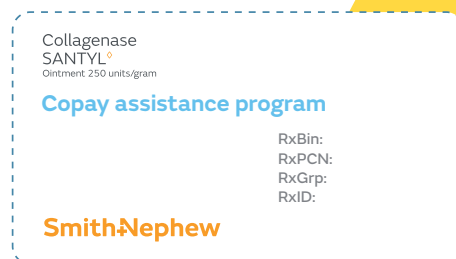 Collagenase
SANTYL◊
Ointment 250 units/gram
Copay assistance program
RxBin:
RxPCN:
RxGrp:
RxID:
Smith+Nephew